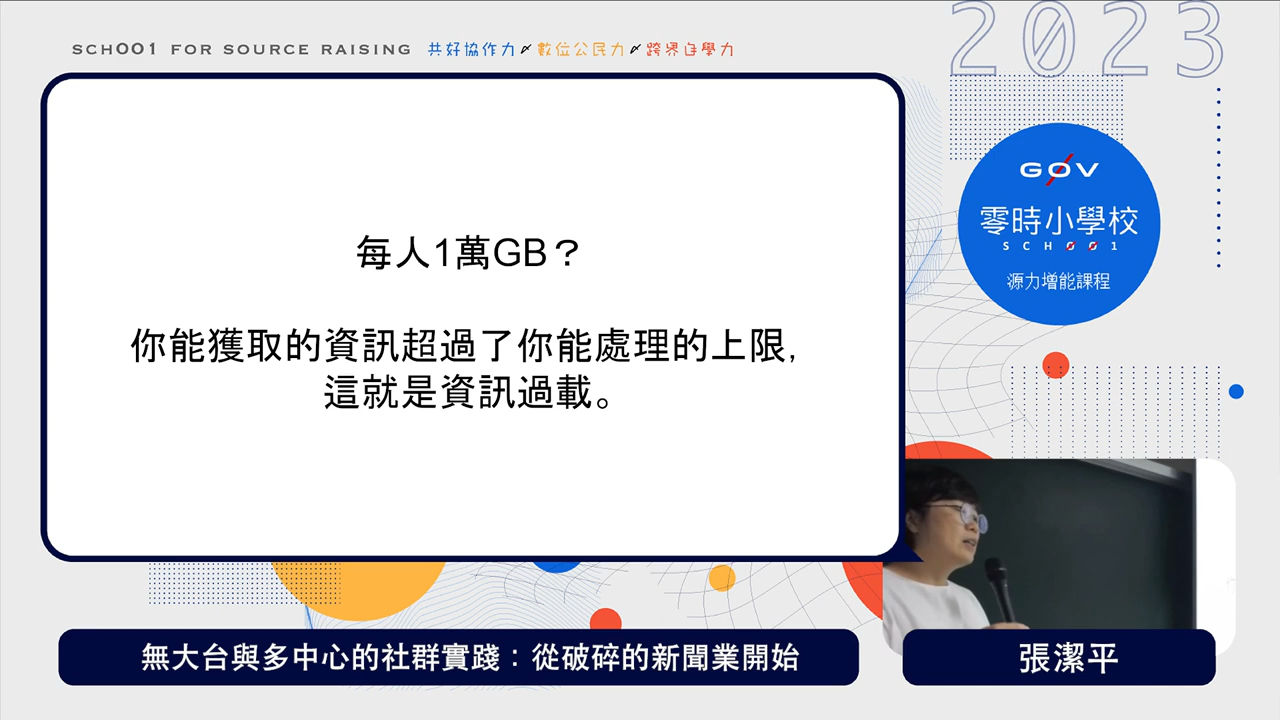 2023
SCH001 FOR SOURCE RAISING 共好協作力 數位公民力 跨界自學力
GØV
零時小學校
SCHØØ1
源力增能課程
每人1萬GB？
你能獲取的資訊超過了你能處理的上限,
這就是資訊過載。
無大台與多中心的社群實踐：從破碎的新聞業開始
張潔平